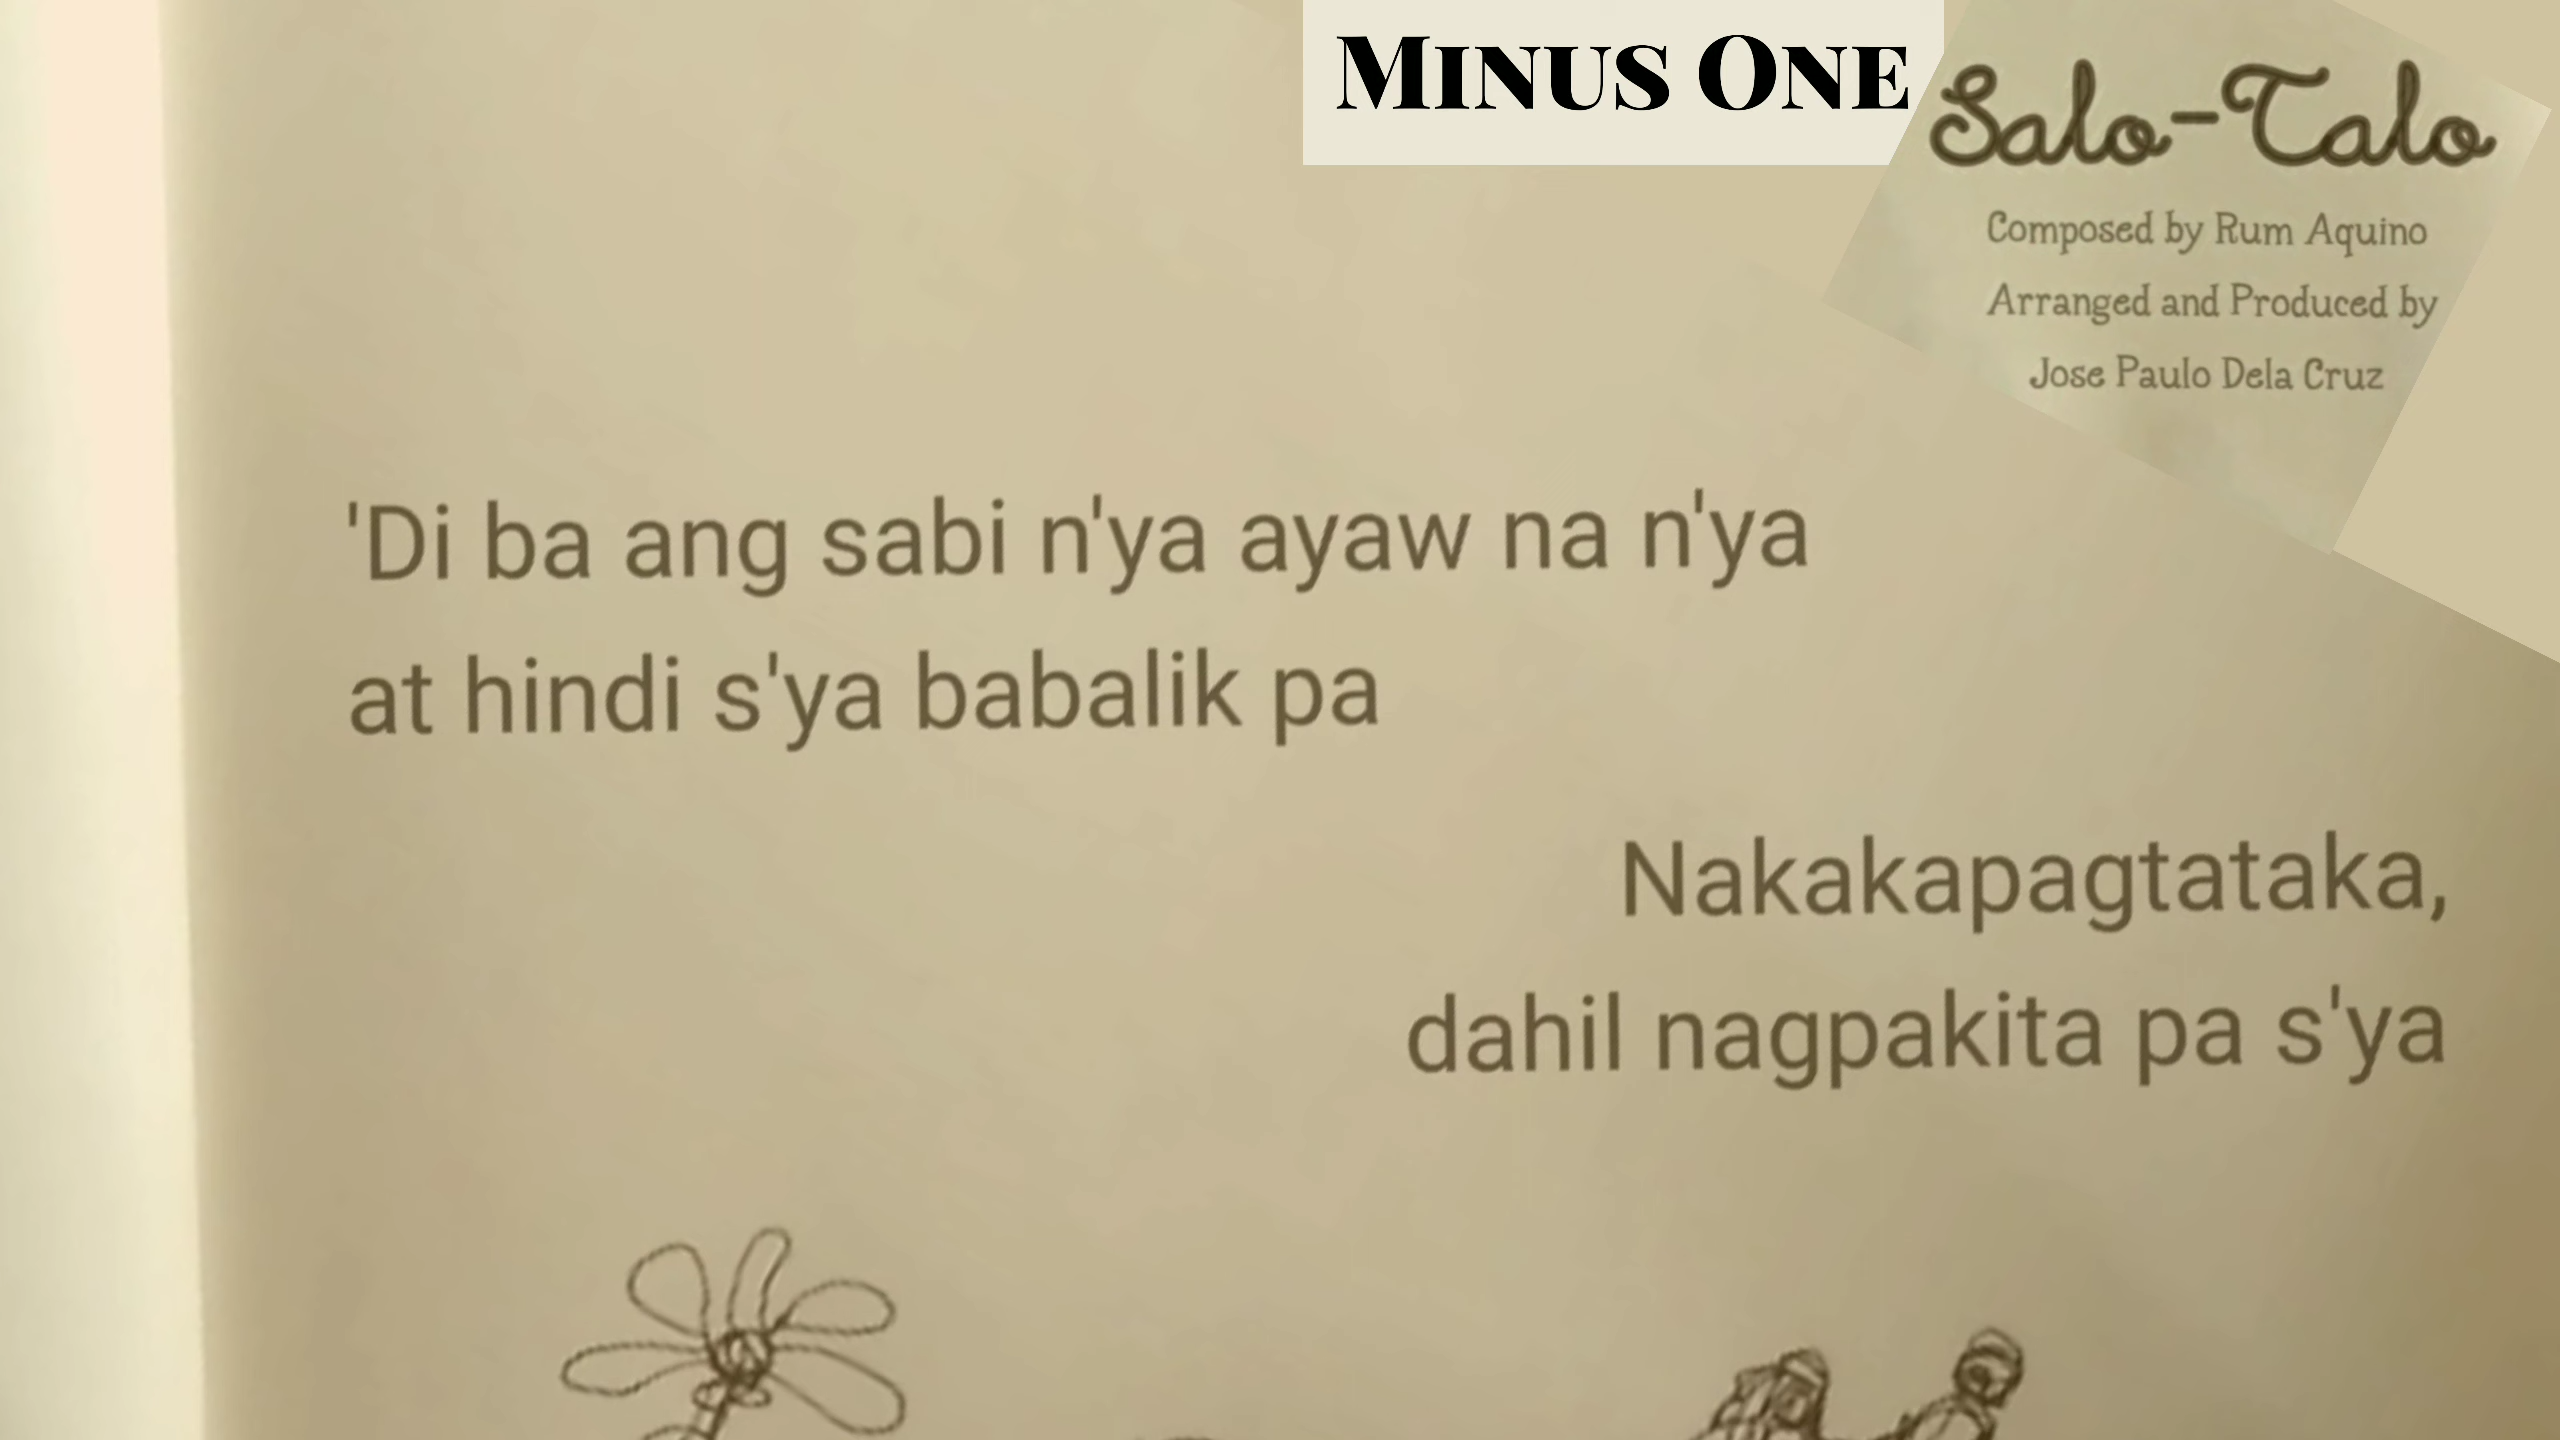 MINUS ONE
Salo-Talo
Composed by Rum Aquino
Arranged and Produced by
Jose Paulo Dela Cruz
'Di ba ang sabi n'ya ayaw na n'ya
at hindi s'ya babalik pa
Nakakapagtataka,
dahil nagpakita pa s'ya